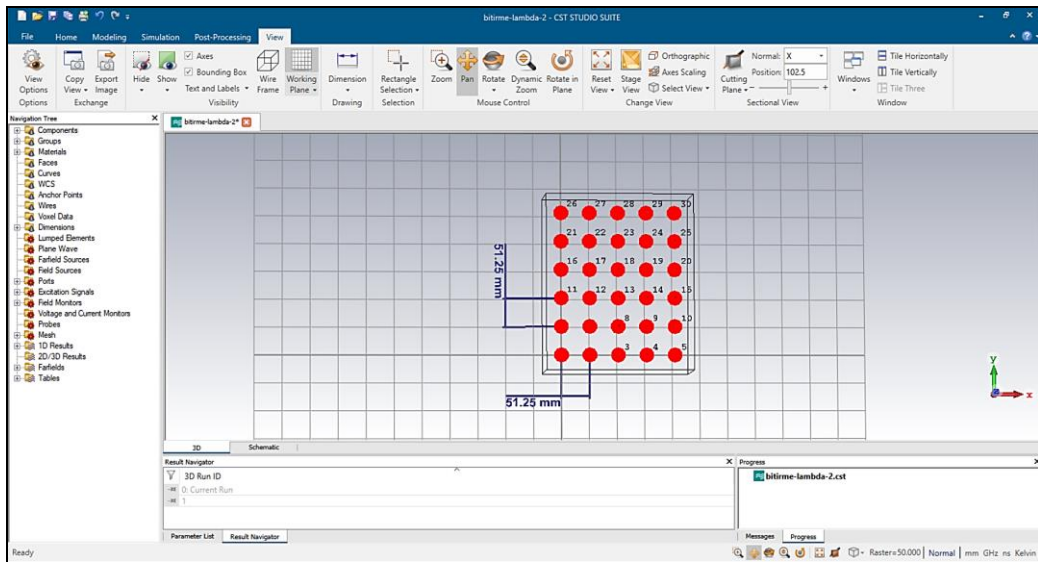 bitirme-lambda-2 - CST STUDIO SUITE
File Home Modeling Simulation Post-Processing View
View Options
Copy View
Export Image
Hide
Show
Axes
Bounding Box
Text and Labels
Wire Frame
Working Plane
Dimension
Rectangle Selection
Zoom
Pan
Rotate
Dynamic Zoom
Rotate in Plane
Reset View
Stage View
Orthographic
Axes Scaling
Select View
Cutting Plane
Normal: X
Position: 102.5
Windows
Tile Horizontally
Tile Vertically
Tile Three
Options Exchange Visibility Drawing Selection Mouse Control Change View Sectional View Window
Navigation Tree
Components
Groups
Materials
Faces
Curves
WCS
Anchor Points
Wires
Voxel Data
Dimensions
Lumped Elements
Plane Wave
Farfield Sources
Field Sources
Ports
Excitation Signals
Field Monitors
Voltage and Current Monitors
Probes
Mesh
1D Results
2D/3D Results
Farfields
Tables
bitirme-lambda-2*
26 27 28 29 30
21 22 23 24 25
16 17 18 19 20
11 12 13 14 15
8 9 10
3 4 5
51.25 mm
51.25 mm
y
x
3D Schematic
Result Navigator
3D Run ID
0: Current Run
1
Parameter List Result Navigator
Progress
bitirme-lambda-2.cst
Messages Progress
Ready
Raster=50.000 Normal mm GHz ns Kelvin